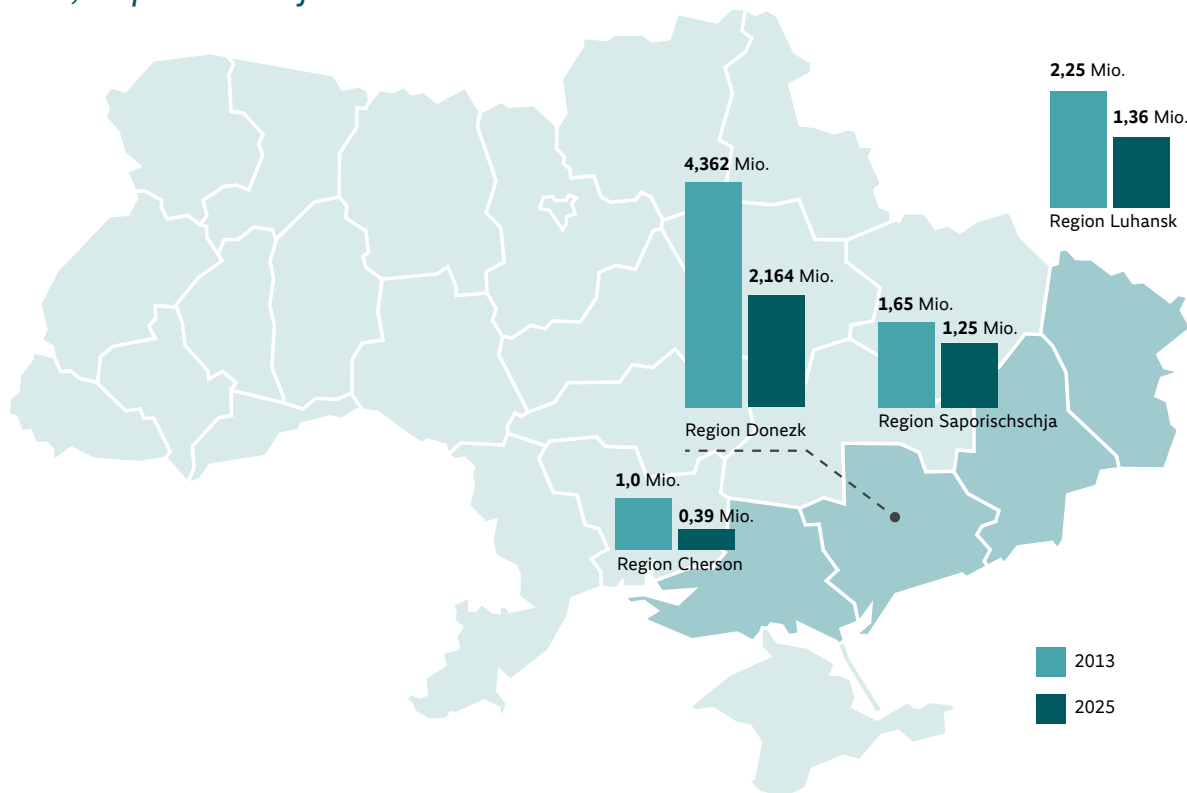 2,25 Mio.
1,36 Mio.
Region Luhansk
4,362 Mio.
2,164 Mio.
Region Donezk
1,65 Mio.
1,25 Mio.
Region Saporischschja
1,0 Mio.
0,39 Mio.
Region Cherson
2013
2025